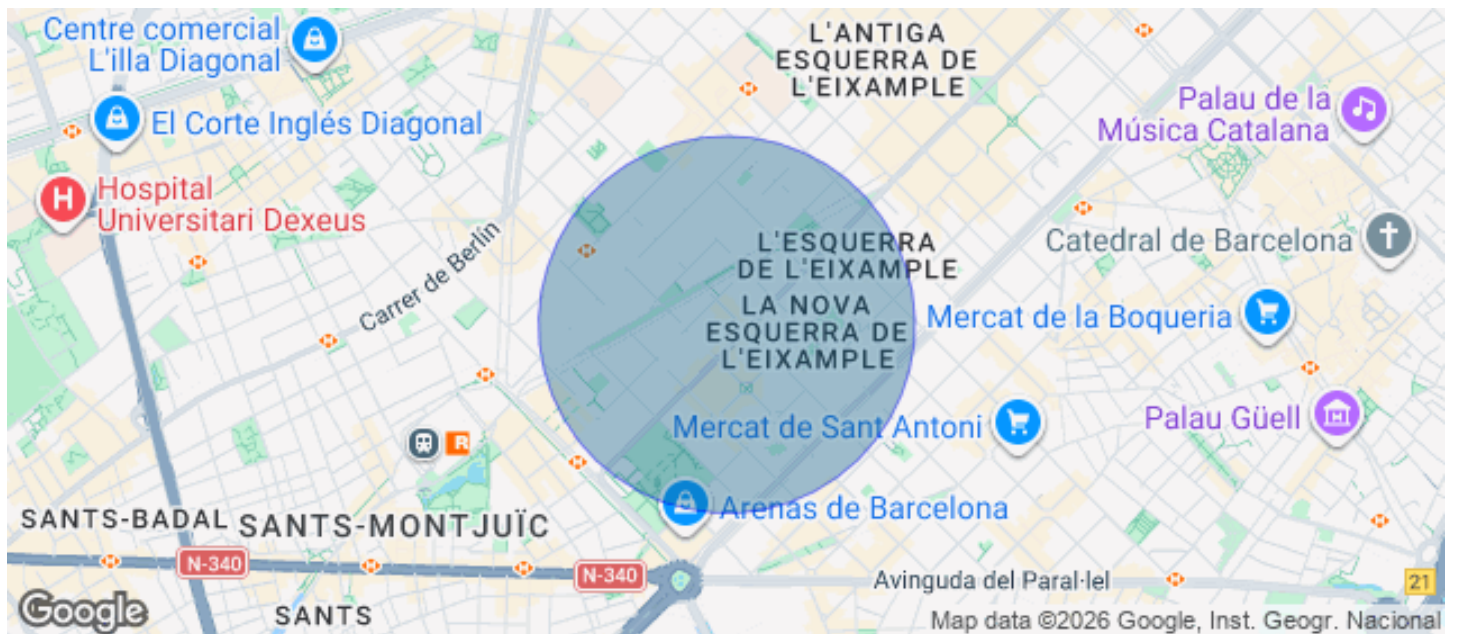 Centre comercial
L'illa Diagonal
L'ANTIGA
ESQUERRA DE
L'EIXAMPLE
El Corte Inglés Diagonal
Palau de la
Música Catalana
H
Hospital
Universitari Dexeus
Carrer de Berlín
L'ESQUERRA
DE L'EIXAMPLE
Catedral de Barcelona
LA NOVA
ESQUERRA DE
L'EIXAMPLE
Mercat de la Boqueria
Mercat de Sant Antoni
Palau Güell
R
Arenas de Barcelona
SANTS-BADAL
SANTS-MONTJUÏC
N-340
N-340
Avinguda del Paral·lel
21
Google
SANTS
Map data ©2026 Google, Inst. Geogr. Nacional